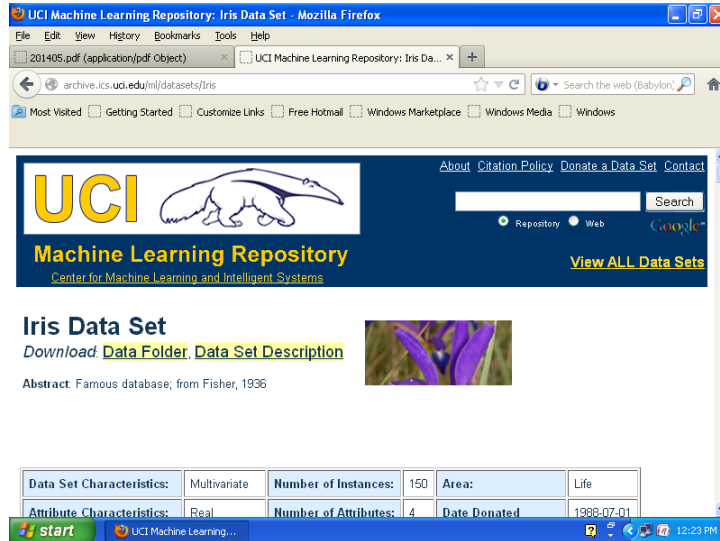 UCI Machine Learning Repository: Iris Data Set - Mozilla Firefox
File Edit View History Bookmarks Tools Help
201405.pdf (application/pdf Object) × UCI Machine Learning Repository: Iris Da... × +
archive.ics.uci.edu/ml/datasets/Iris Search the web (Babylon)
Most Visited Getting Started Customize Links Free Hotmail Windows Marketplace Windows Media Windows
About Citation Policy Donate a Data Set Contact
UCI
Search
Repository Web Google™
Machine Learning Repository
View ALL Data Sets
Center for Machine Learning and Intelligent Systems
Iris Data Set
Download: Data Folder, Data Set Description
Abstract: Famous database; from Fisher, 1936
Data Set Characteristics: Multivariate Number of Instances: 150 Area: Life
Attribute Characteristics: Real Number of Attributes: 4 Date Donated 1988-07-01
start UCI Machine Learning... 12:23 PM